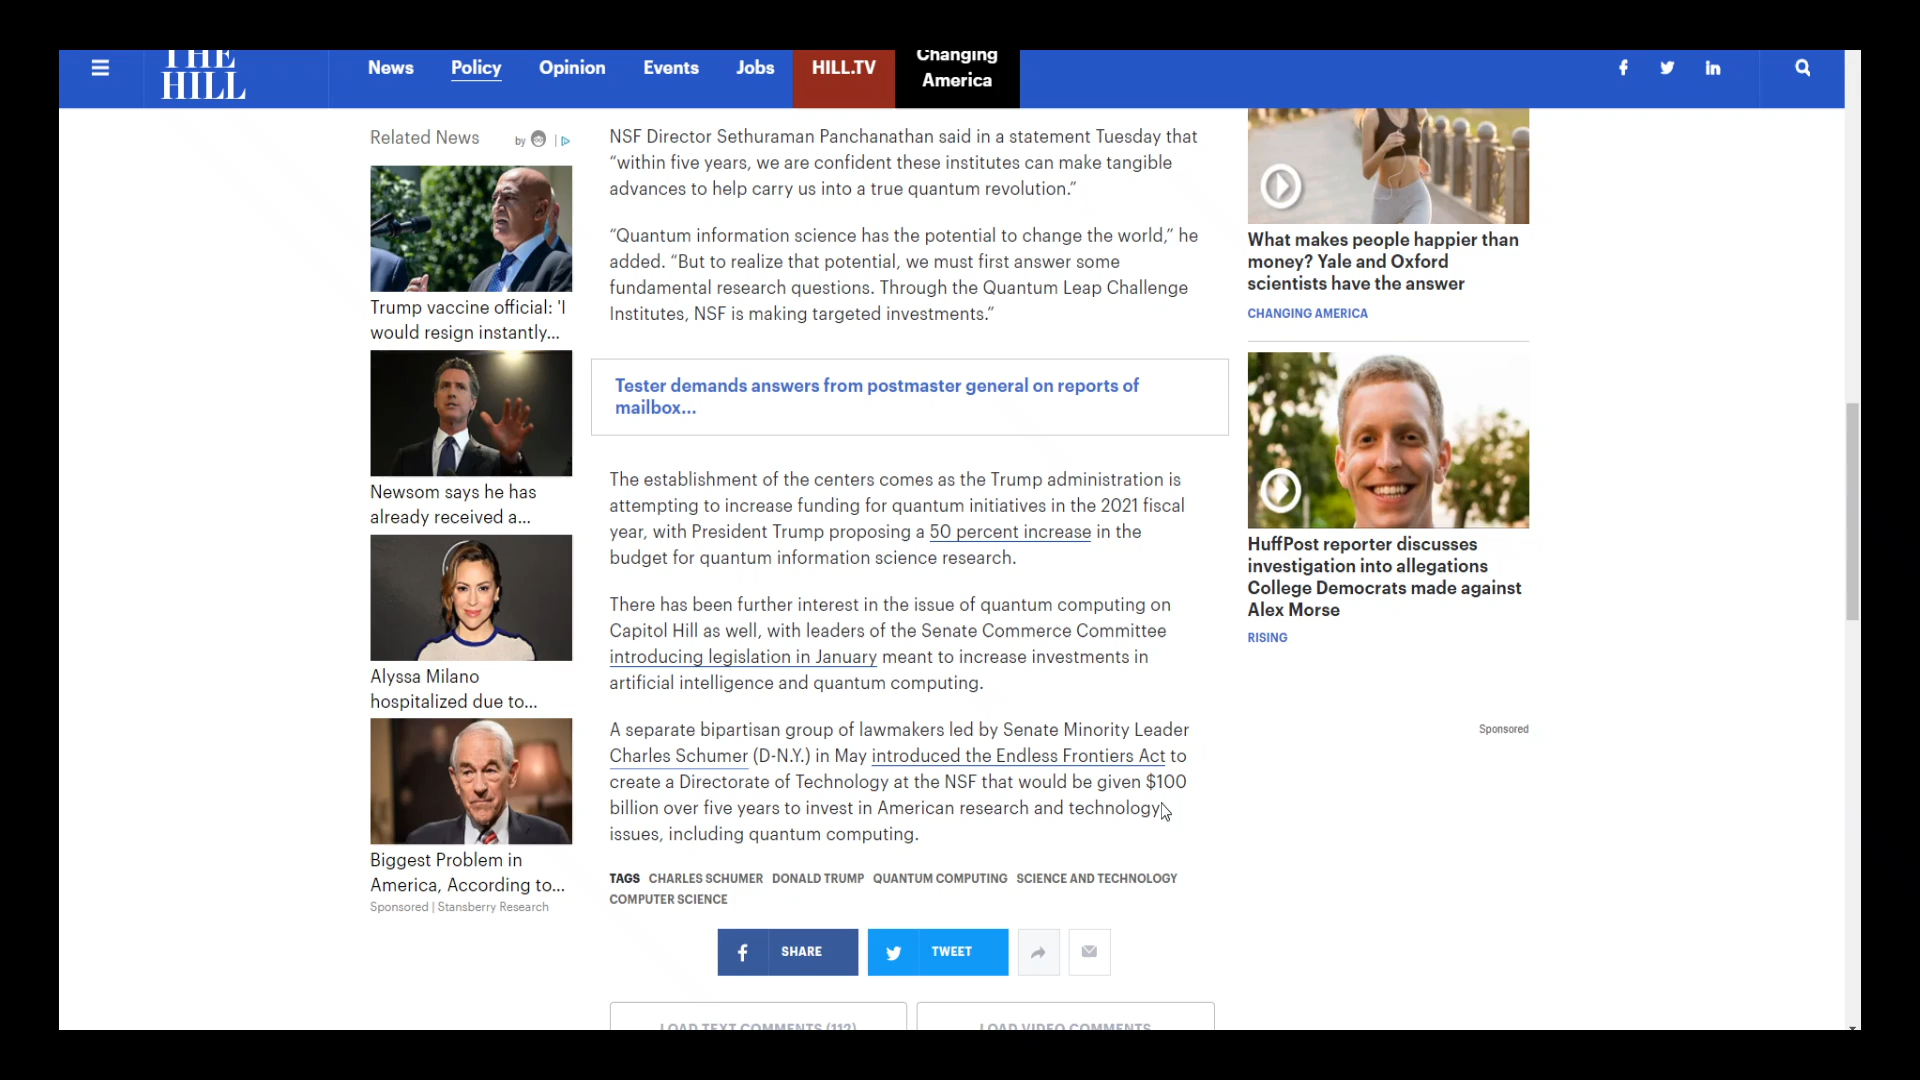 THE
HILL
News
Policy
Opinion
Events
Jobs
HILL.TV
Changing
America
Related News
by
Trump vaccine official: 'I
would resign instantly...
Newsom says he has
already received a...
Alyssa Milano
hospitalized due to...
Biggest Problem in
America, According to...
Sponsored | Stansberry Research
NSF Director Sethuraman Panchanathan said in a statement Tuesday that
“within five years, we are confident these institutes can make tangible
advances to help carry us into a true quantum revolution.”
“Quantum information science has the potential to change the world,” he
added. “But to realize that potential, we must first answer some
fundamental research questions. Through the Quantum Leap Challenge
Institutes, NSF is making targeted investments.”
Tester demands answers from postmaster general on reports of
mailbox...
The establishment of the centers comes as the Trump administration is
attempting to increase funding for quantum initiatives in the 2021 fiscal
year, with President Trump proposing a 50 percent increase in the
budget for quantum information science research.
There has been further interest in the issue of quantum computing on
Capitol Hill as well, with leaders of the Senate Commerce Committee
introducing legislation in January meant to increase investments in
artificial intelligence and quantum computing.
A separate bipartisan group of lawmakers led by Senate Minority Leader
Charles Schumer (D-N.Y.) in May introduced the Endless Frontiers Act to
create a Directorate of Technology at the NSF that would be given $100
billion over five years to invest in American research and technology
issues, including quantum computing.
TAGS CHARLES SCHUMER DONALD TRUMP QUANTUM COMPUTING SCIENCE AND TECHNOLOGY
COMPUTER SCIENCE
SHARE
TWEET
LOAD TEXT COMMENTS (112)
LOAD VIDEO COMMENTS
What makes people happier than
money? Yale and Oxford
scientists have the answer
CHANGING AMERICA
HuffPost reporter discusses
investigation into allegations
College Democrats made against
Alex Morse
RISING
Sponsored